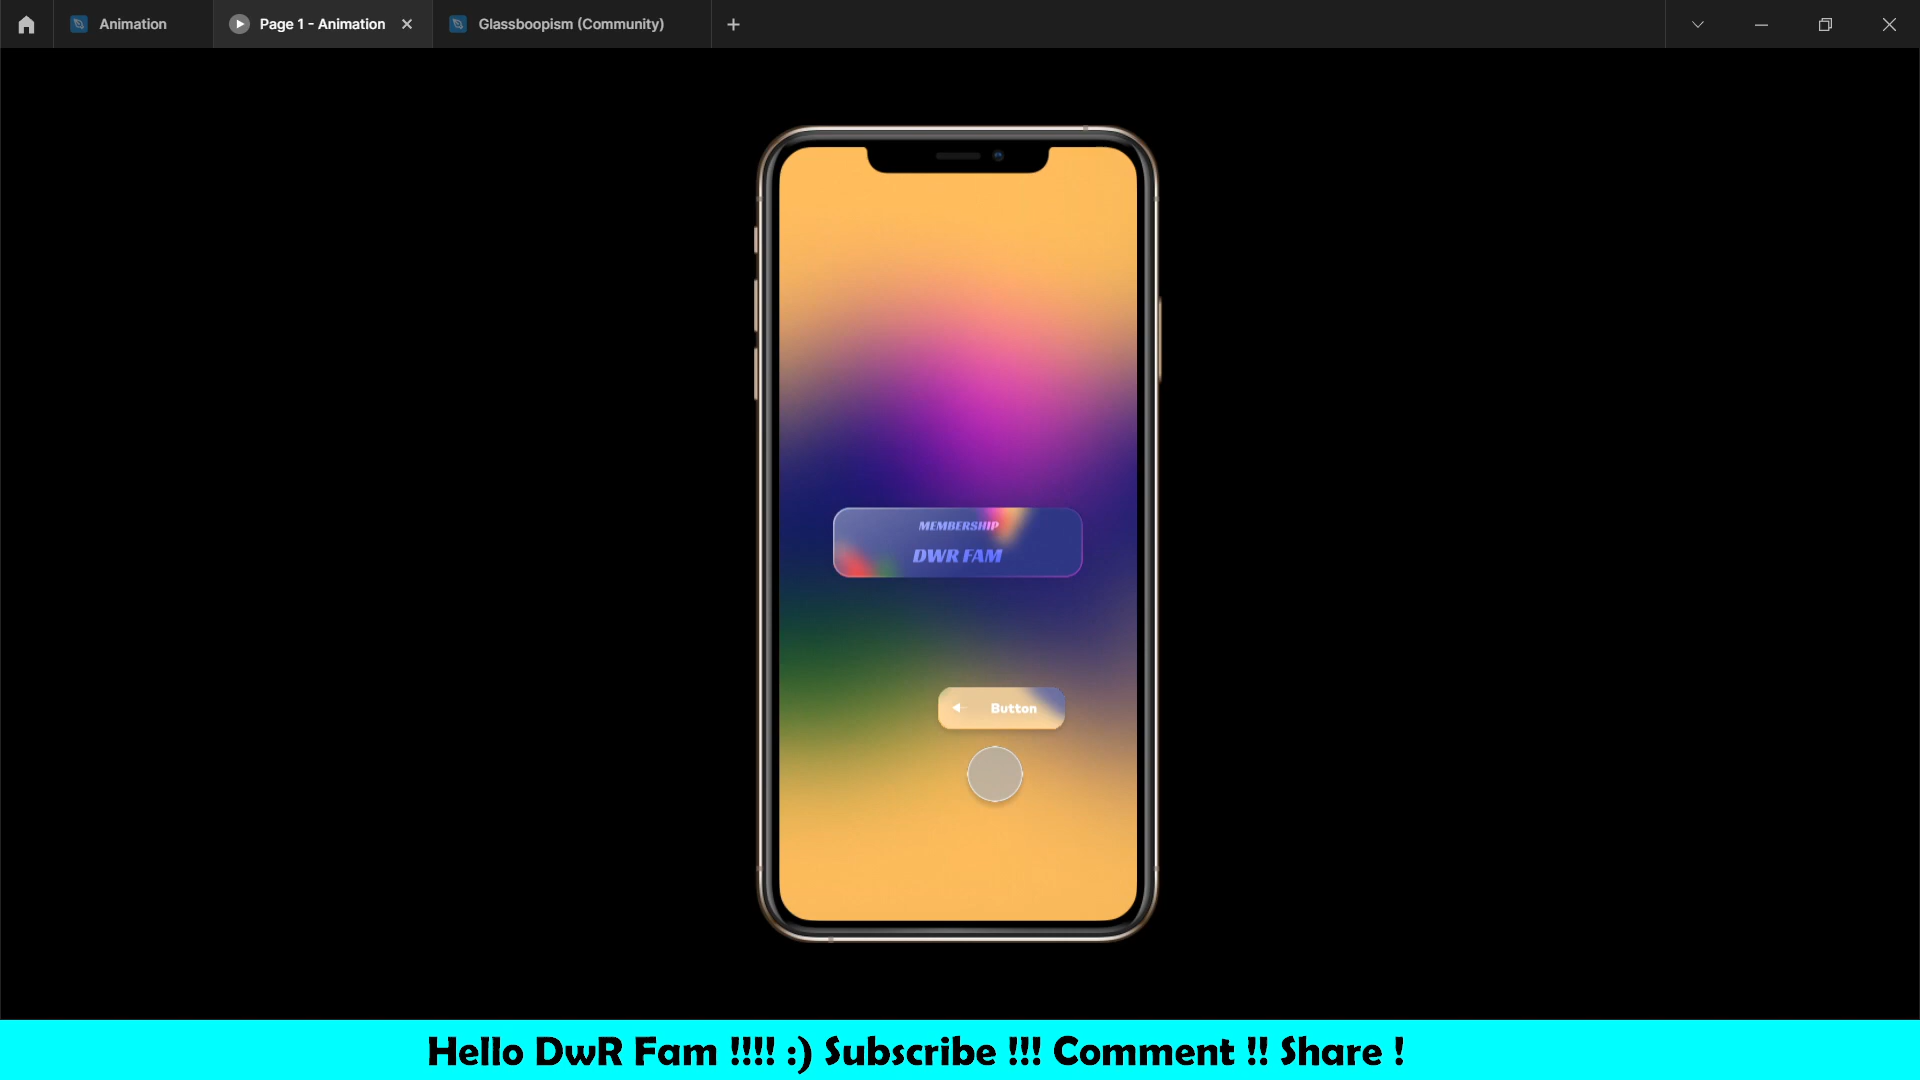 Animation
Page 1 - Animation
Glassboopism (Community)
MEMBERSHIP
DWR FAM
Button
Hello DwR Fam !!!! :) Subscribe !!! Comment !! Share !